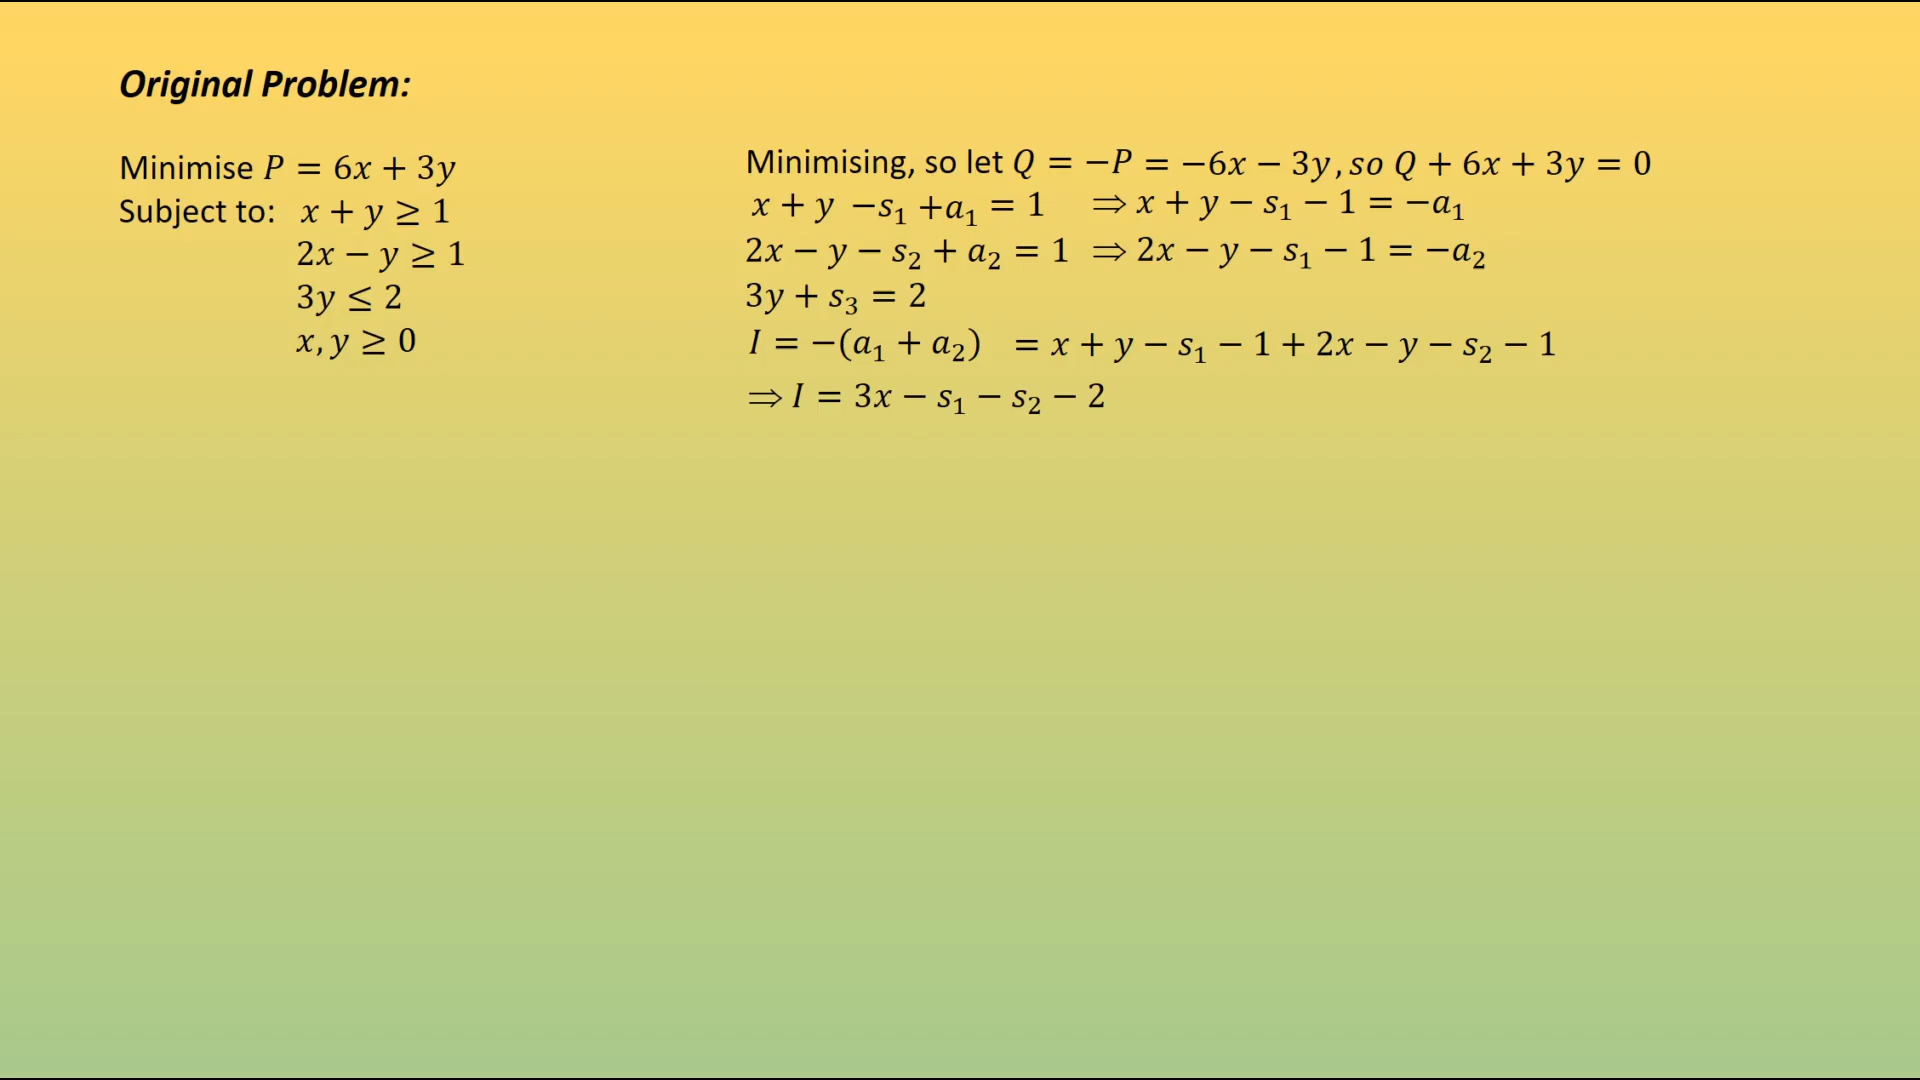 Original Problem:
Minimise P = 6x + 3y
Subject to: x + y ≥ 1
2x − y ≥ 1
3y ≤ 2
x, y ≥ 0
Minimising, so let Q = −P = −6x − 3y, so Q + 6x + 3y = 0
x + y −s₁ +a₁ = 1 ⟹ x + y − s₁ − 1 = −a₁
2x − y − s₂ + a₂ = 1 ⟹ 2x − y − s₁ − 1 = −a₂
3y + s₃ = 2
I = −(a₁ + a₂) = x + y − s₁ − 1 + 2x − y − s₂ − 1
⟹ I = 3x − s₁ − s₂ − 2